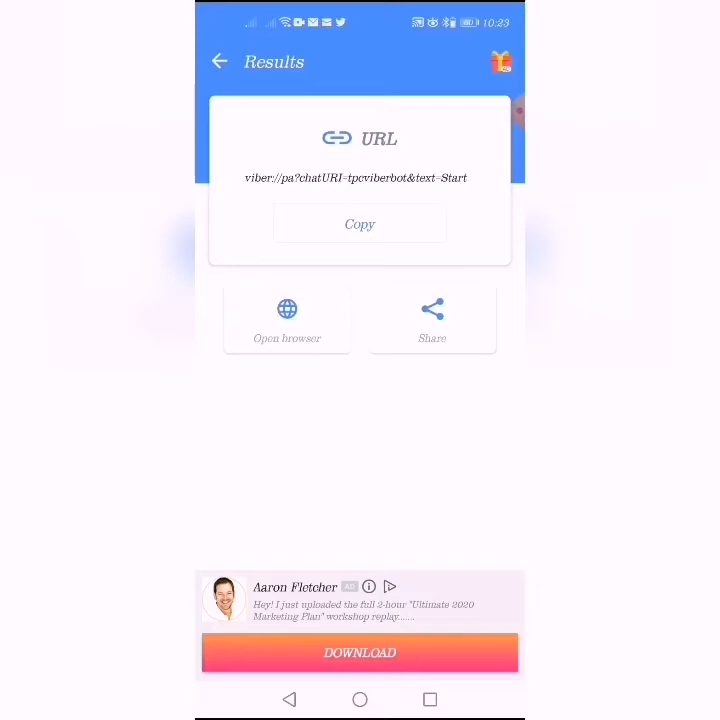 10:23
Results
AD
URL
viber://pa?chatURI=tpcviberbot&text=Start
Copy
Open browser
Share
Aaron Fletcher AD
Hey! I just uploaded the full 2-hour "Ultimate 2020
Marketing Plan" workshop replay......
DOWNLOAD